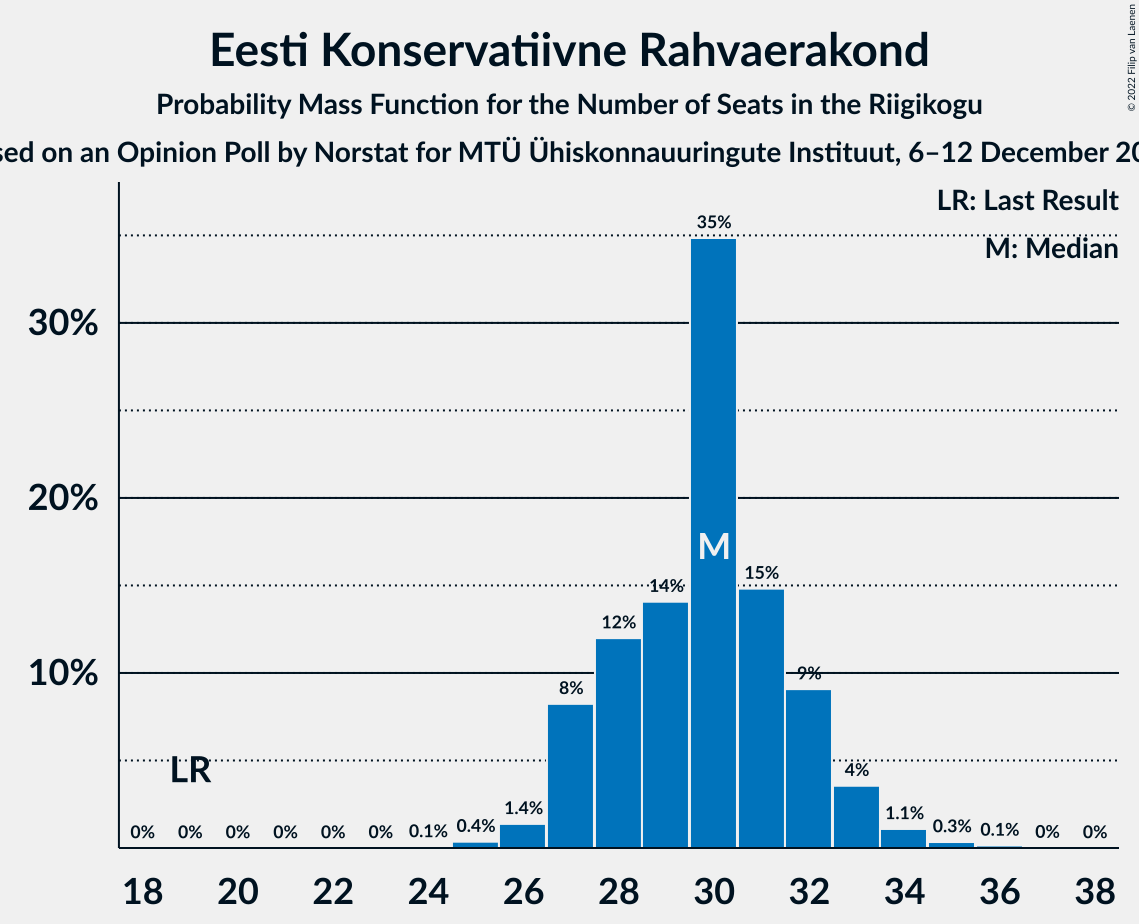 Eesti Konservatiivne Rahvaerakond
Probability Mass Function for the Number of Seats in the Riigikogu
on an Opinion Poll by Norstat for MTÜ Ühiskonnauuringute Instituut, 6–12 December
© 2022 Filip van Laenen
LR: Last Result
M: Median
30%
20%
10%
LR
M
0% 0% 0% 0% 0% 0% 0.1% 0.4% 1.4% 8% 12% 14% 35% 15% 9% 4% 1.1% 0.3% 0.1% 0% 0%
18 20 22 24 26 28 30 32 34 36 38